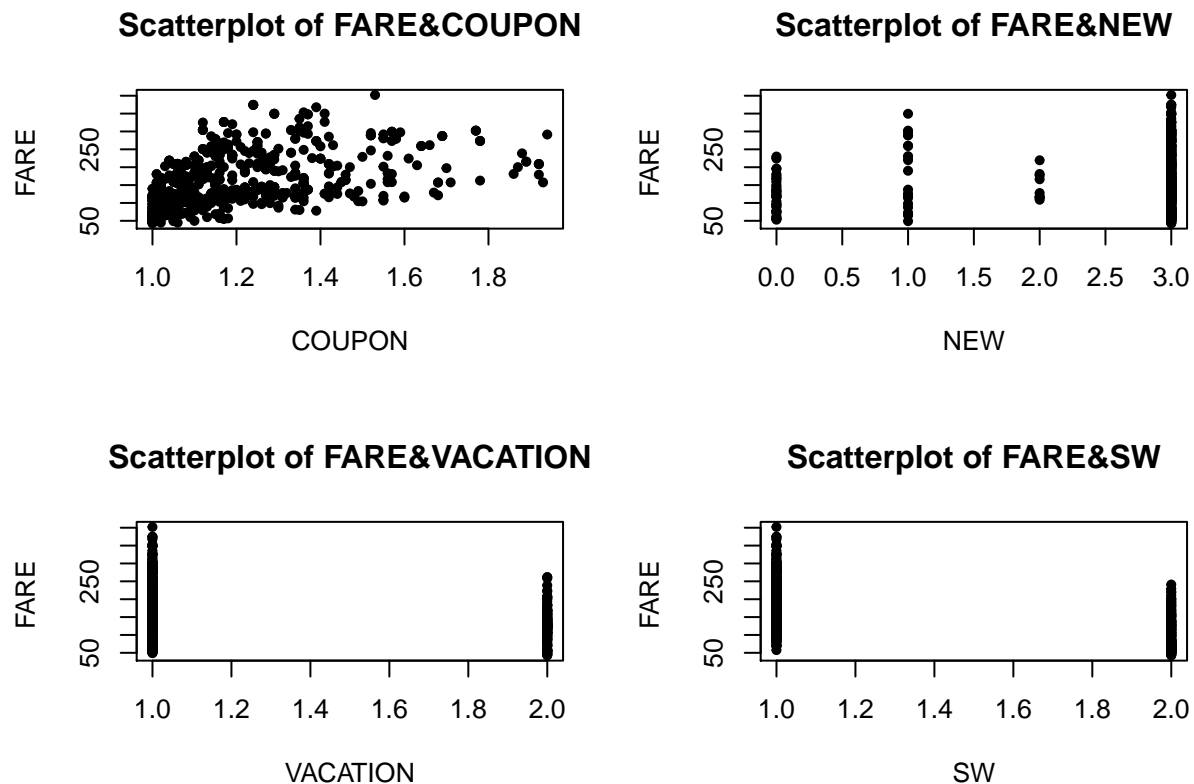 Scatterplot of FARE&COUPON
FARE
50 250
1.0 1.2 1.4 1.6 1.8
COUPON
Scatterplot of FARE&NEW
FARE
50 250
0.0 0.5 1.0 1.5 2.0 2.5 3.0
NEW
Scatterplot of FARE&VACATION
FARE
50 250
1.0 1.2 1.4 1.6 1.8 2.0
VACATION
Scatterplot of FARE&SW
FARE
50 250
1.0 1.2 1.4 1.6 1.8 2.0
SW